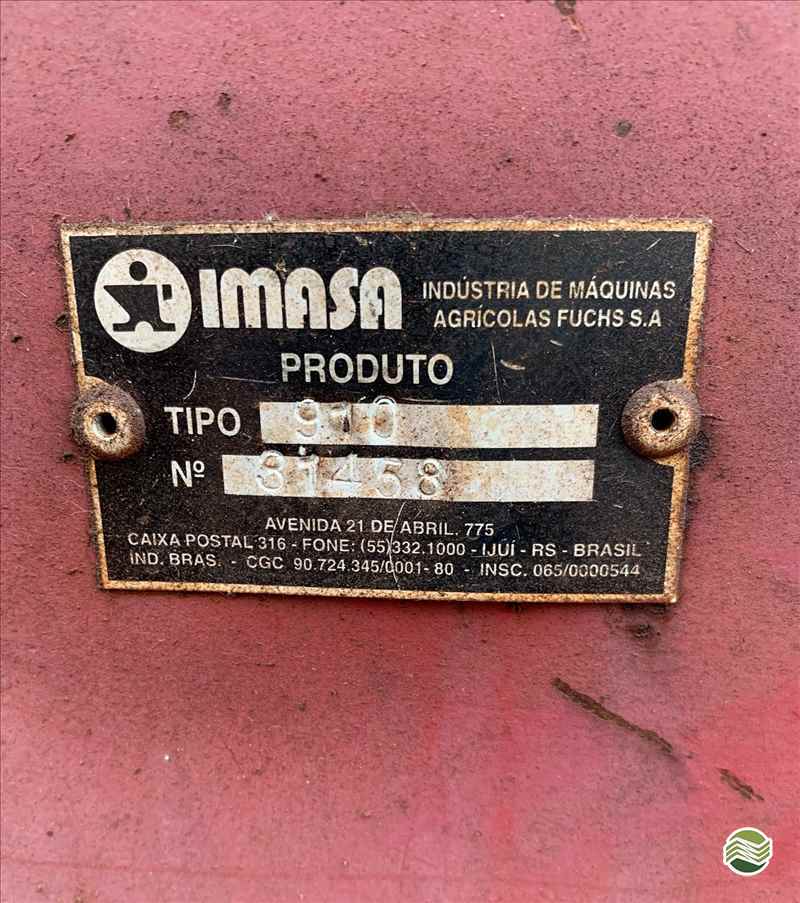 IMASA
INDÚSTRIA DE MÁQUINAS
AGRÍCOLAS FUCHS S.A
PRODUTO
TIPO 910
Nº 31458
AVENIDA 21 DE ABRIL, 775
CAIXA POSTAL 316 - FONE: (55)332.1000 - IJUÍ - RS - BRASIL
IND. BRAS. - CGC 90.724.345/0001-80 - INSC. 065/0000544